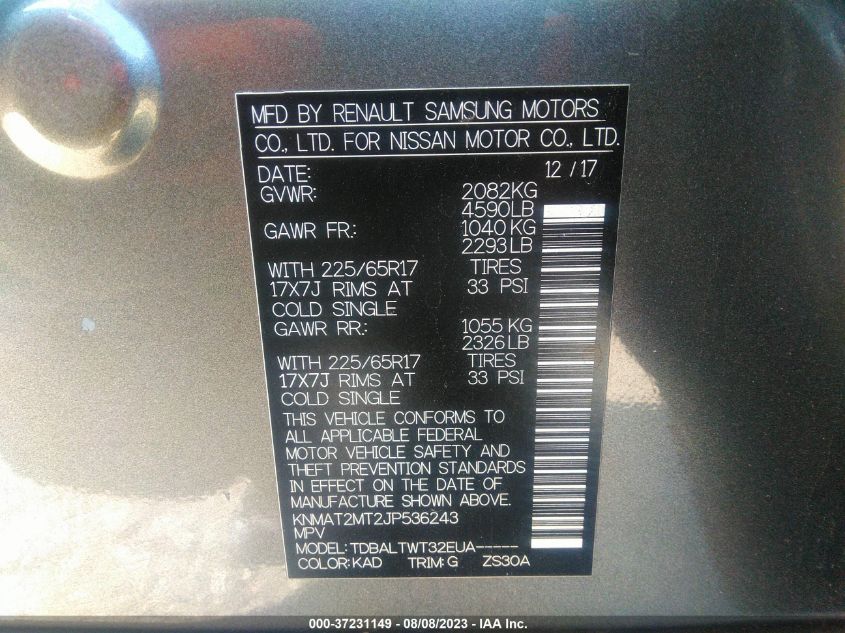 MFD BY RENAULT SAMSUNG MOTORS
CO., LTD. FOR NISSAN MOTOR CO., LTD.
DATE: 12 / 17
GVWR: 2082KG
4590LB
GAWR FR.: 1040 KG
2293 LB
WITH 225/65R17 TIRES
17X7J RIMS AT 33 PSI
COLD SINGLE
GAWR RR.: 1055 KG
2326 LB
WITH 225/65R17 TIRES
17X7J RIMS AT 33 PSI
COLD SINGLE
THIS VEHICLE CONFORMS TO
ALL APPLICABLE FEDERAL
MOTOR VEHICLE SAFETY AND
THEFT PREVENTION STANDARDS
IN EFFECT ON THE DATE OF
MANUFACTURE SHOWN ABOVE.
KNMAT2MT2JP536243
MPV
MODEL: TDBALTWT32EUA-----
COLOR: KAD TRIM: G ZS30A
000-37231149 - 08/08/2023 - IAA Inc.